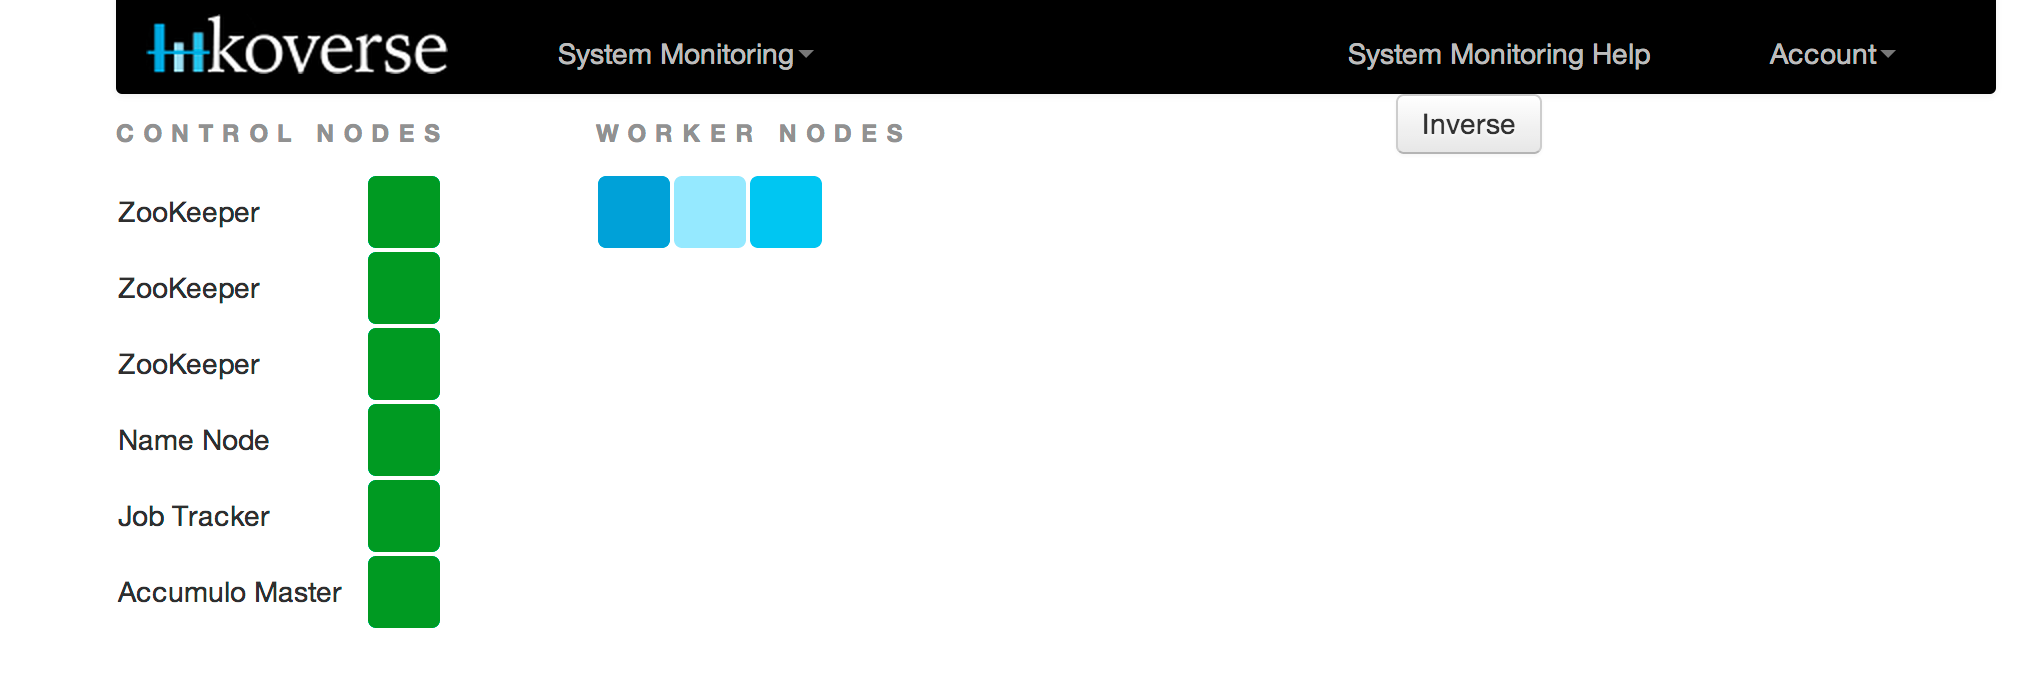 koverse System Monitoring System Monitoring Help Account
CONTROL NODES WORKER NODES Inverse
ZooKeeper
ZooKeeper
ZooKeeper
Name Node
Job Tracker
Accumulo Master